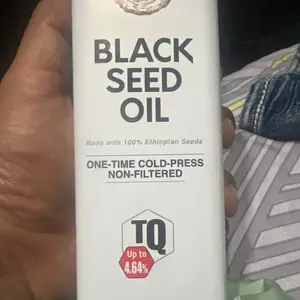 BLACK
SEED
OIL
Made with 100% Ethiopian Seeds
ONE-TIME COLD-PRESS
NON-FILTERED
TQ
Up to
4.64%